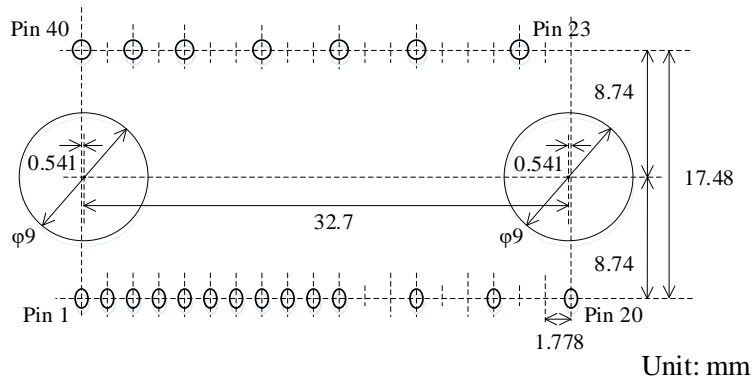 Pin 40
Pin 23
8.74
0.541
0.541
17.48
32.7
φ9
φ9
8.74
Pin 1
Pin 20
1.778
Unit: mm